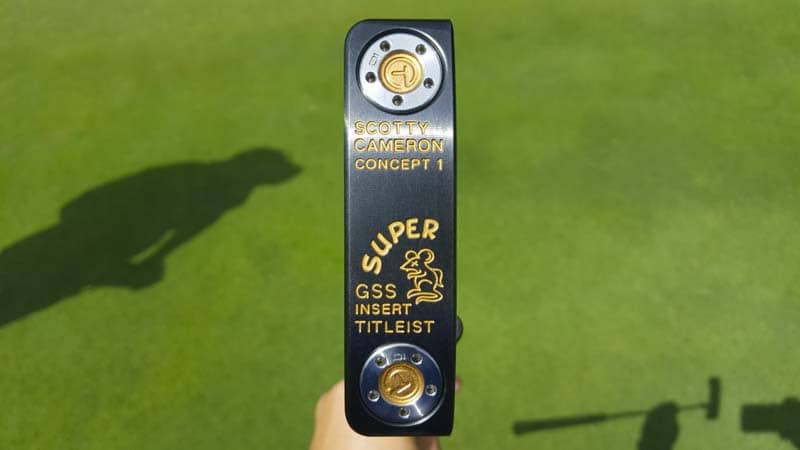 SCOTTY
CAMERON
CONCEPT 1
SUPER
GSS
INSERT
TITLEIST